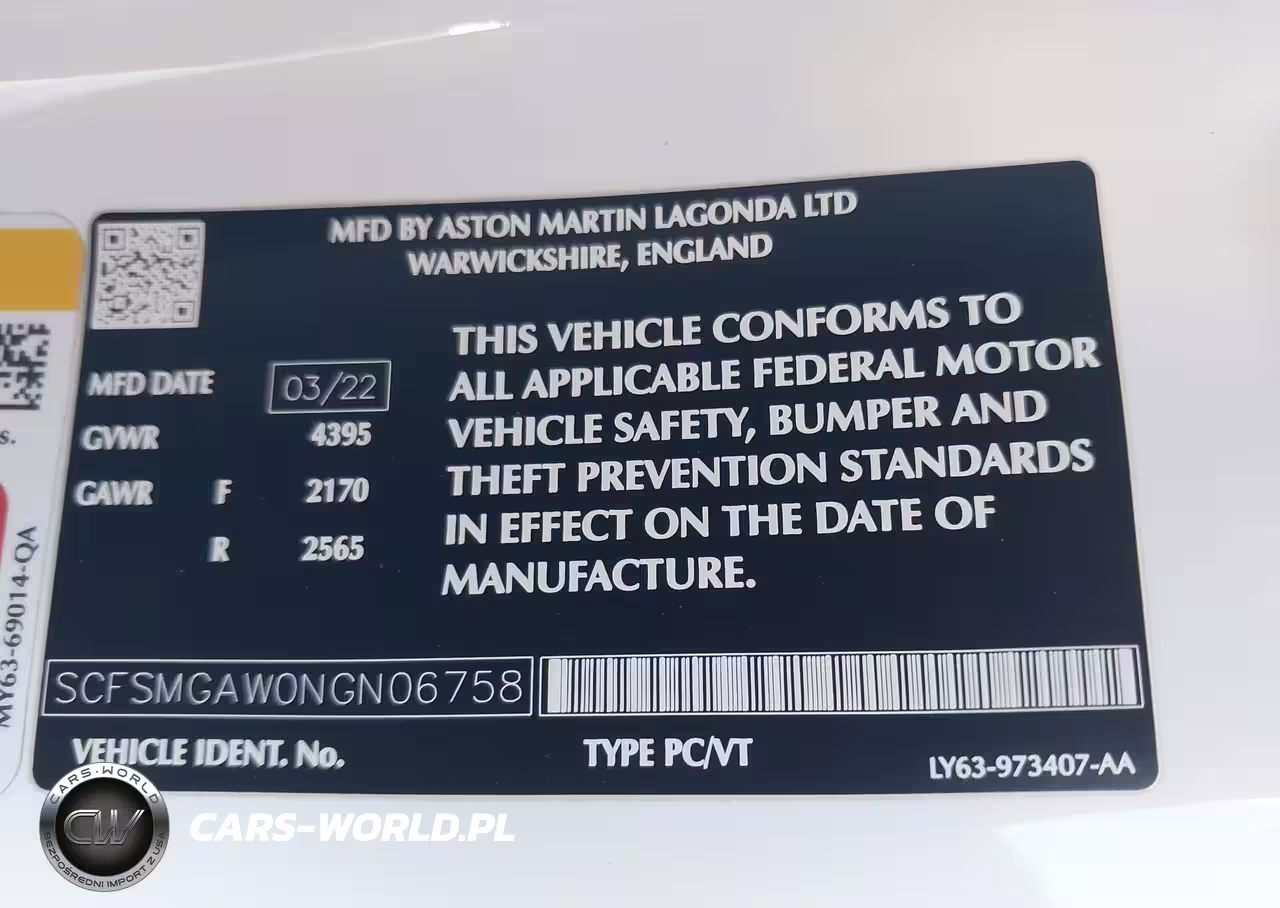 MFD BY ASTON MARTIN LAGONDA LTD
WARWICKSHIRE, ENGLAND
THIS VEHICLE CONFORMS TO
ALL APPLICABLE FEDERAL MOTOR
VEHICLE SAFETY, BUMPER AND
THEFT PREVENTION STANDARDS
IN EFFECT ON THE DATE OF
MANUFACTURE.
MFD DATE 03/22
GVWR 4395
GAWR F 2170
R 2565
s.
MY63-69014-QA
SCFSMGAW0NGN06758
VEHICLE IDENT. No. TYPE PC/VT LY63-973407-AA
CARS-WORLD
CW
BEZPOŚREDNI IMPORT Z USA
CARS-WORLD.PL